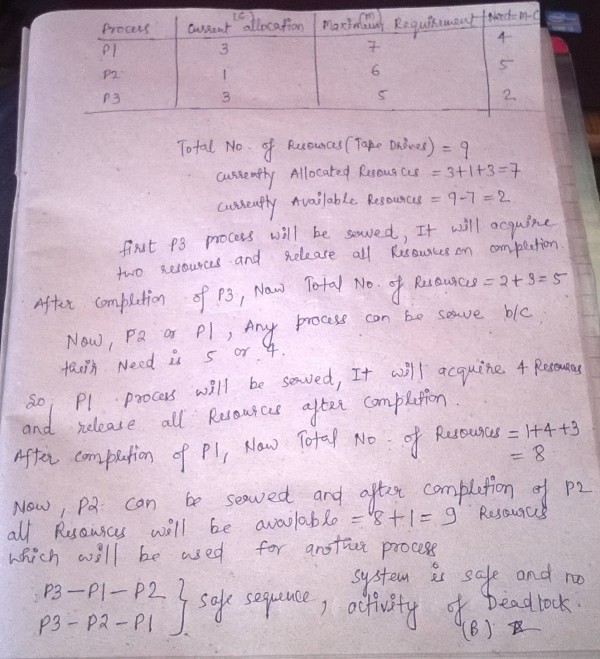 Process Current (C) allocation Maximum (M) Requirement Need=M-C
P1 3 7 4
P2 1 6 5
P3 3 5 2
Total No. of Resources (Tape Drives) = 9
Currently Allocated Resources = 3+1+3=7
Currently Available Resources = 9-7=2
first P3 process will be served, It will acquire
two resources and release all Resources on completion.
After completion of P3, Now Total No. of Resources = 2+3=5
Now, P2 or P1, Any process can be serve b/c
their Need is 5 or 4.
So P1 process will be served, It will acquire 4 Resources
and release all Resources after completion.
After completion of P1, Now Total No. of Resources = 1+4+3
= 8
Now, P2 can be served and after completion of P2
all Resources will be available = 8+1 = 9 Resources
which will be used for another process
P3-P1-P2 } safe sequence, system is safe and no
P3-P2-P1 activity of Deadlock.
(B)